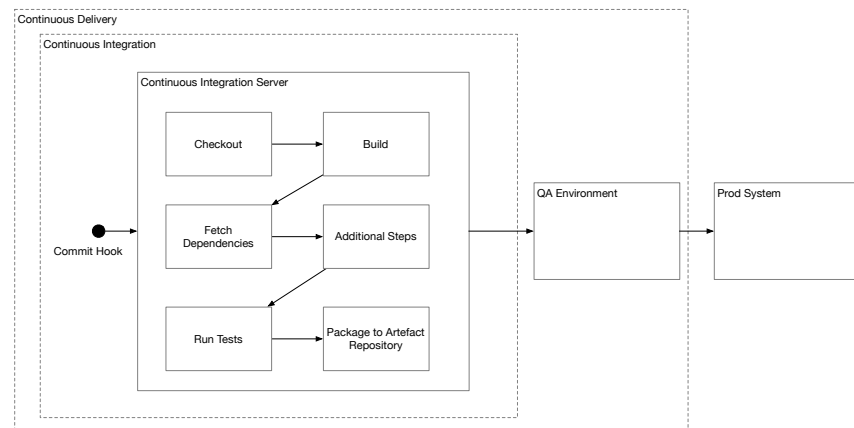 Continuous Delivery
Continuous Integration
Continuous Integration Server
Checkout
Build
QA Environment
Prod System
Fetch
Dependencies
Additional Steps
Commit Hook
Run Tests
Package to Artefact
Repository